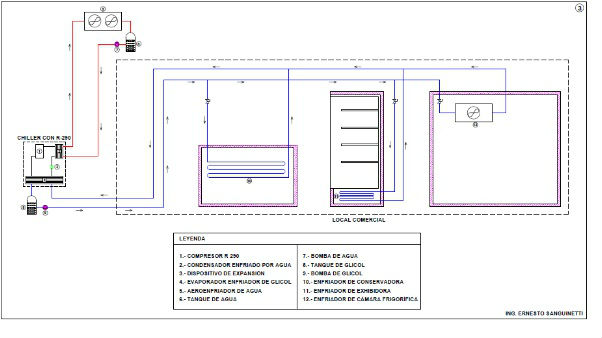 3
CHILLER CON R-290
LOCAL COMERCIAL
LEYENDA
1.- COMPRESOR R 290
2.- CONDENSADOR ENFRIADO POR AGUA
3.- DISPOSITIVO DE EXPANSION
4.- EVAPORADOR ENFRIADOR DE GLICOL
5.- AEROENFRIADOR DE AGUA
6.- TANQUE DE AGUA
7.- BOMBA DE AGUA
8.- TANQUE DE GLICOL
9.- BOMBA DE GLICOL
10.- ENFRIADOR DE CONSERVADORA
11.- ENFRIADOR DE EXHIBIDORA
12.- ENFRIADOR DE CAMARA FRIGORIFICA
ING. ERNESTO SANGUINETTI